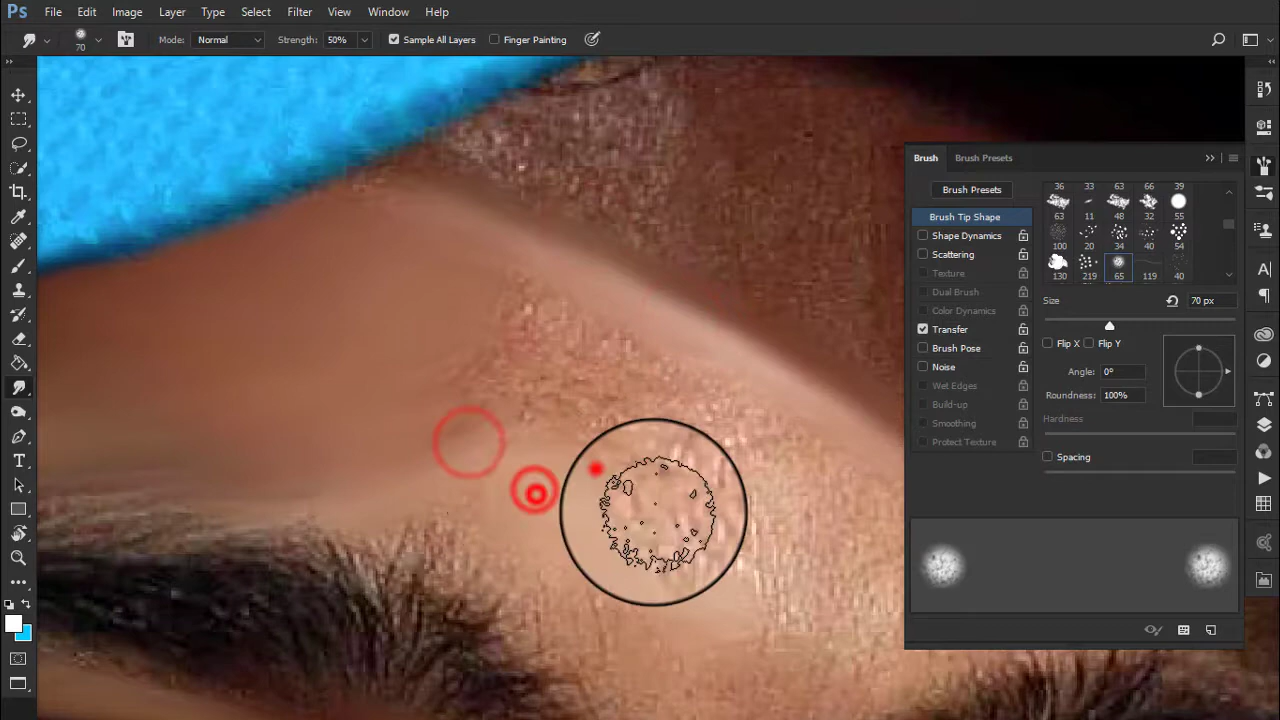 Ps File Edit Image Layer Type Select Filter 3D View Window Help
70 Mode: Normal Strength: 50% Sample All Layers Finger Painting
Brush Brush Presets
Brush Presets
36 33 63 66 39
Brush Tip Shape
63 11 48 32 55
Shape Dynamics
100 20 34 40 54
Scattering
Texture
130 219 65 119 40
Dual Brush
Size 70 px
Color Dynamics
Transfer
Flip X Flip Y
Brush Pose
Noise
Angle: 0°
Wet Edges
Roundness: 100%
Build-up
Hardness
Smoothing
Protect Texture
Spacing